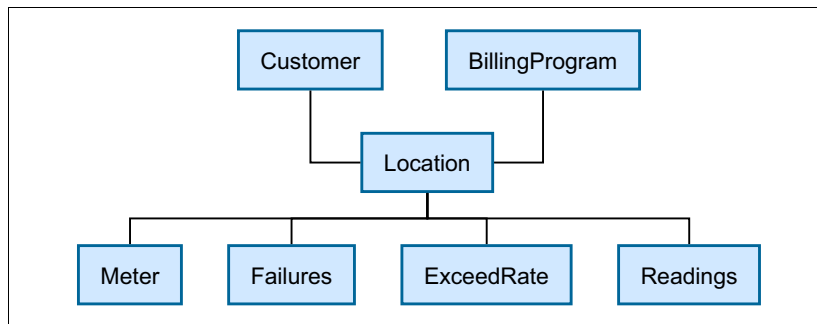 Customer
BillingProgram
Location
Meter
Failures
ExceedRate
Readings